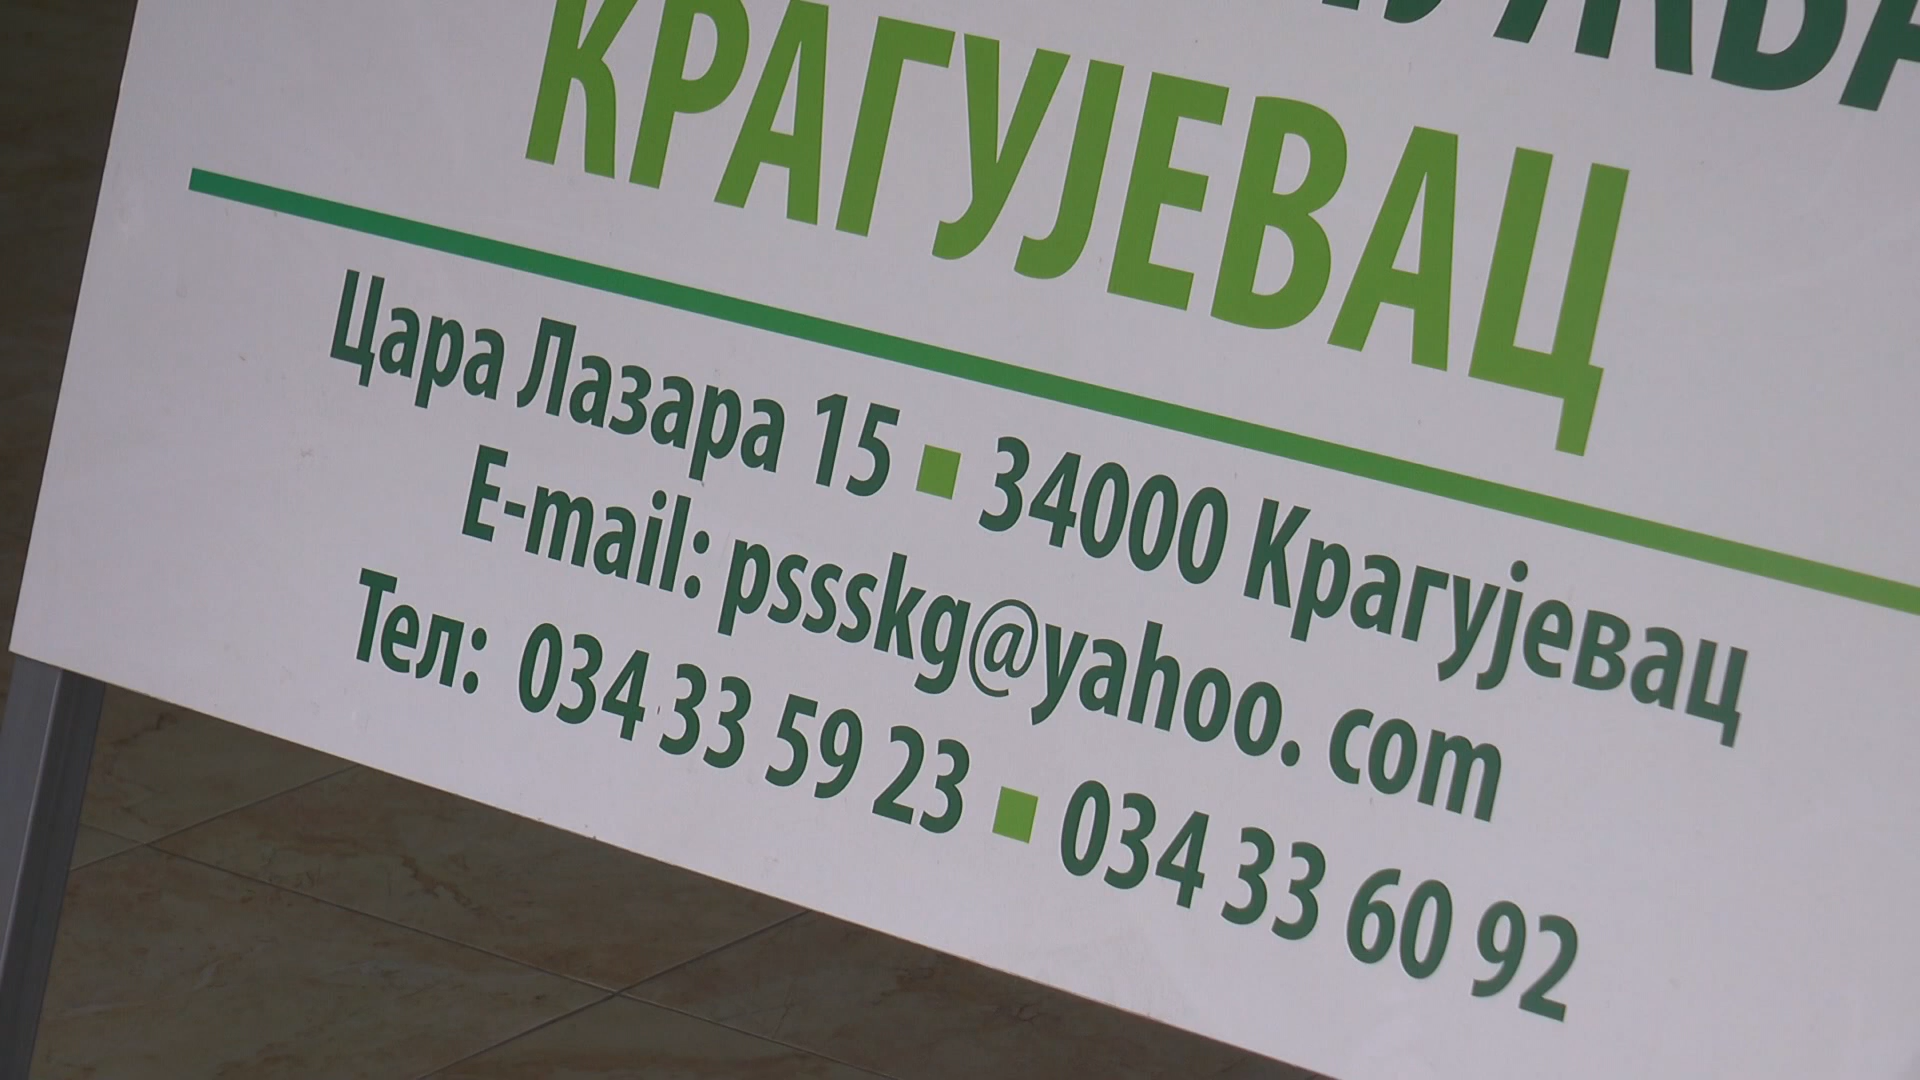 КРАГУЈЕВАЦ
Цара Лазара 15 ▪ 34000 Крагујевац
E-mail: pssskg@yahoo. com
Тел: 034 33 59 23 ▪ 034 33 60 92